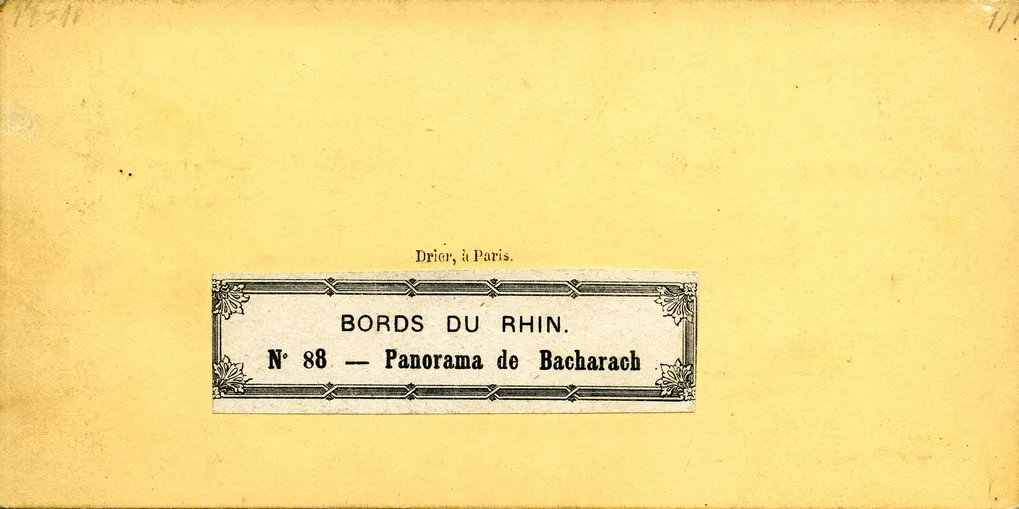 Drier, à Paris.
BORDS DU RHIN.
N° 88 — Panorama de Bacharach